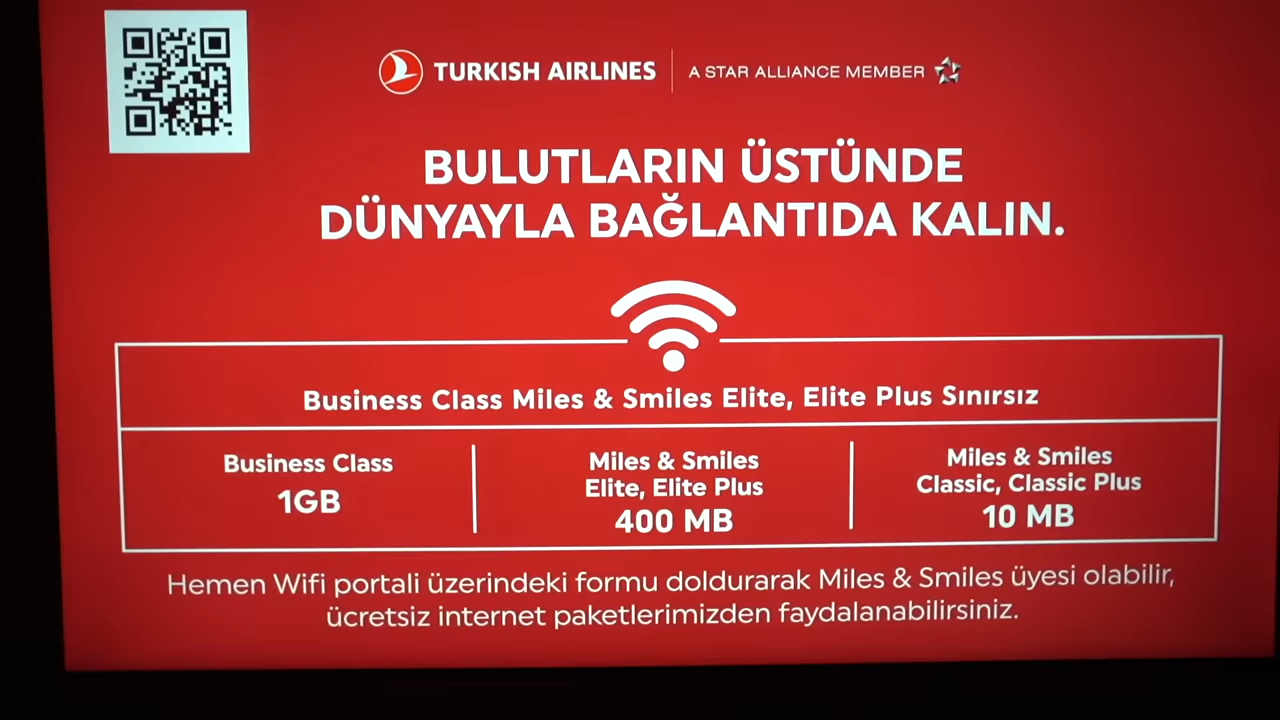 TURKISH AIRLINES
A STAR ALLIANCE MEMBER
BULUTLARIN ÜSTÜNDE
DÜNYAYLA BAĞLANTIDA KALIN.
Business Class Miles & Smiles Elite, Elite Plus Sınırsız
Business Class
1GB
Miles & Smiles
Elite, Elite Plus
400 MB
Miles & Smiles
Classic, Classic Plus
10 MB
Hemen Wifi portali üzerindeki formu doldurarak Miles & Smiles üyesi olabilir,
ücretsiz internet paketlerimizden faydalanabilirsiniz.